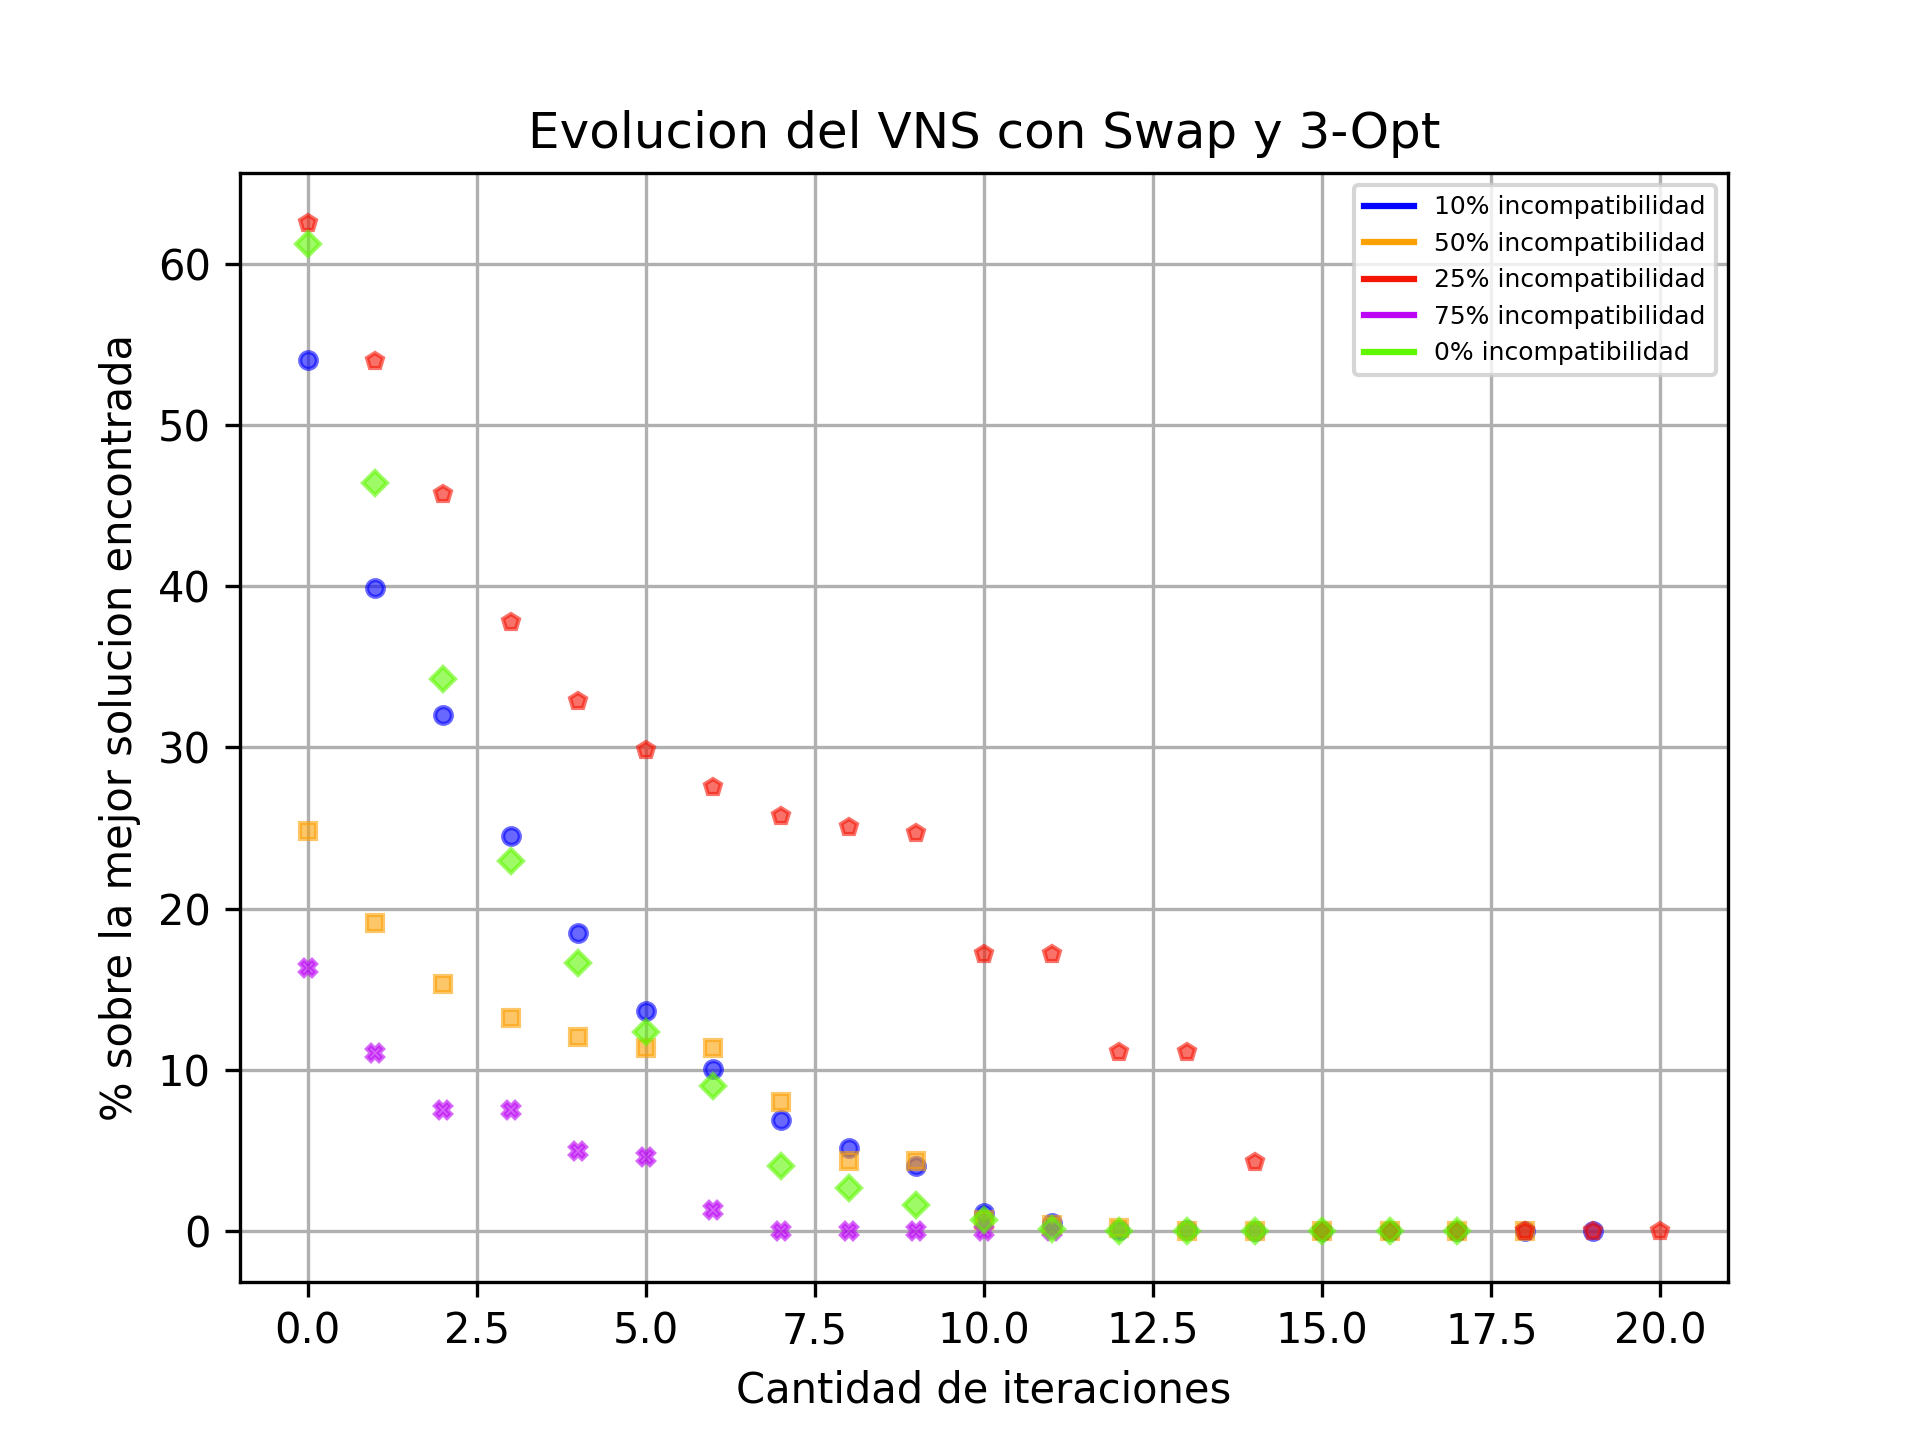 Evolucion del VNS con Swap y 3-Opt
10% incompatibilidad
50% incompatibilidad
25% incompatibilidad
75% incompatibilidad
0% incompatibilidad
% sobre la mejor solucion encontrada
60
50
40
30
20
10
0
0.0 2.5 5.0 7.5 10.0 12.5 15.0 17.5 20.0
Cantidad de iteraciones